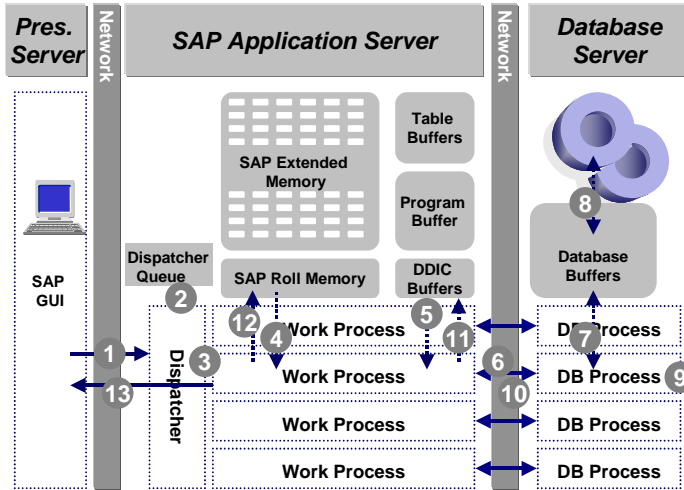 Pres.
Server
Network
SAP Application Server
Network
Database
Server
SAP Extended
Memory
Table
Buffers
Program
Buffer
8
Dispatcher
Queue
2
SAP Roll Memory
DDIC
Buffers
Database
Buffers
SAP
GUI
1
13
Dispatcher
3
12
4
5
11
Work Process
6
7
DB Process
Work Process
10
DB Process
9
Work Process
DB Process
Work Process
DB Process